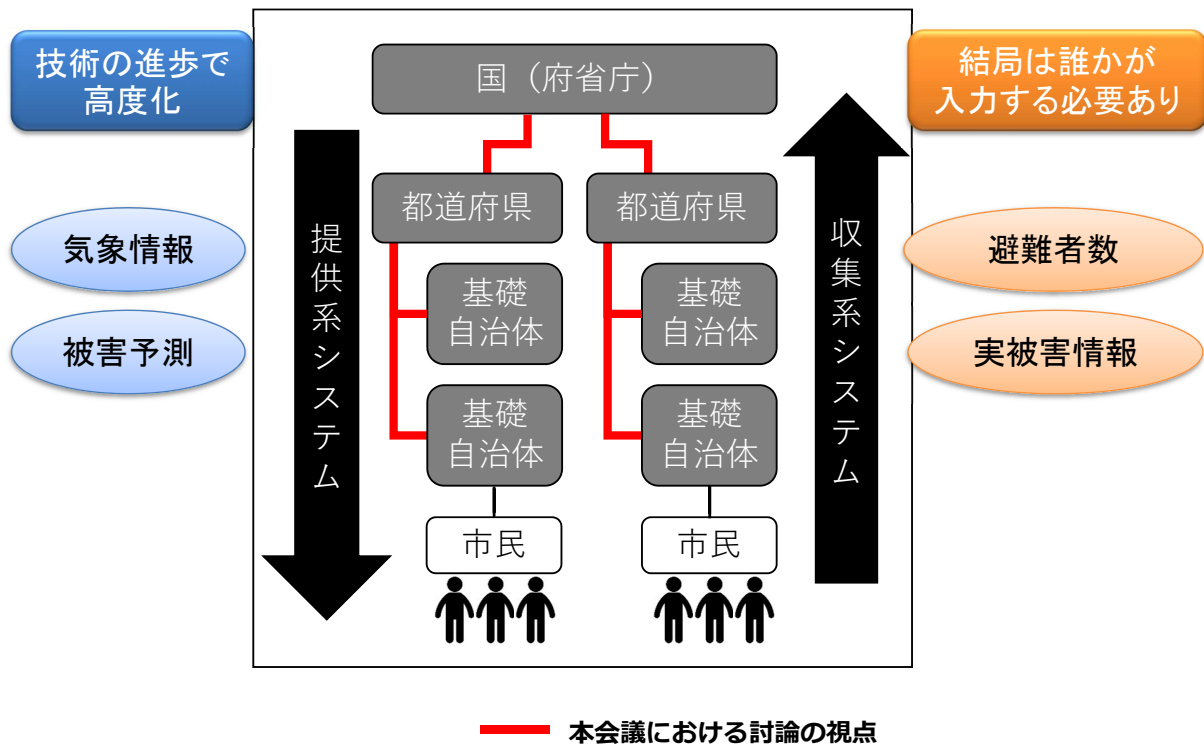 技術の進歩で
高度化
気象情報
被害予測
提供系システム
国（府省庁）
都道府県
都道府県
基礎
自治体
基礎
自治体
基礎
自治体
基礎
自治体
市民
市民
収集系システム
結局は誰かが
入力する必要あり
避難者数
実被害情報
本会議における討論の視点